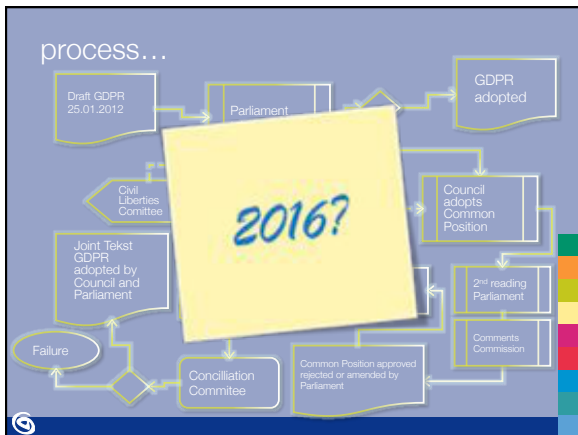 process...
Draft GDPR
25.01.2012
Parliament
GDPR
adopted
Civil
Liberties
Comittee
2016?
Council
adopts
Common
Position
Joint Tekst
GDPR
adopted by
Council and
Parliament
2nd reading
Parliament
Comments
Commission
Failure
Concilliation
Commitee
Common Position approved
rejected or amended by
Parliament